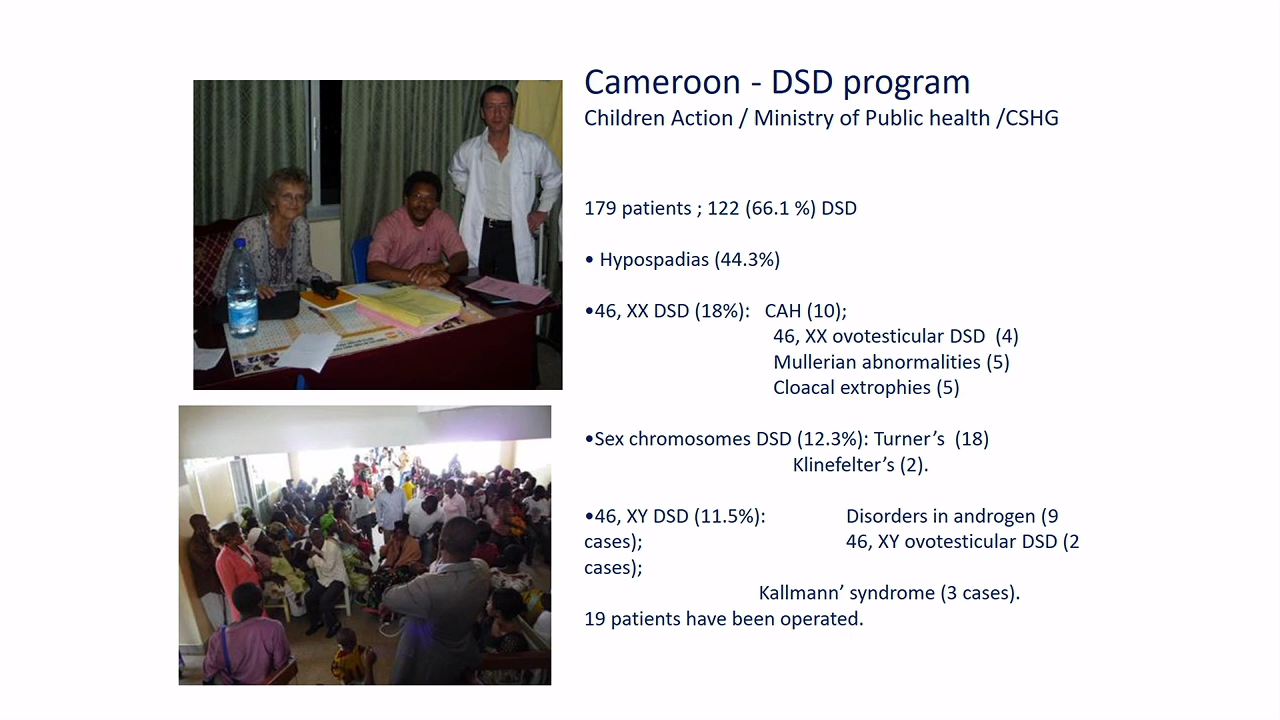 Cameroon - DSD program
Children Action / Ministry of Public health /CSHG
179 patients ; 122 (66.1 %) DSD
• Hypospadias (44.3%)
•46, XX DSD (18%): CAH (10);
46, XX ovotesticular DSD (4)
Mullerian abnormalities (5)
Cloacal extrophies (5)
•Sex chromosomes DSD (12.3%): Turner’s (18)
Klinefelter’s (2).
•46, XY DSD (11.5%): Disorders in androgen (9
cases); 46, XY ovotesticular DSD (2
cases);
Kallmann’ syndrome (3 cases).
19 patients have been operated.